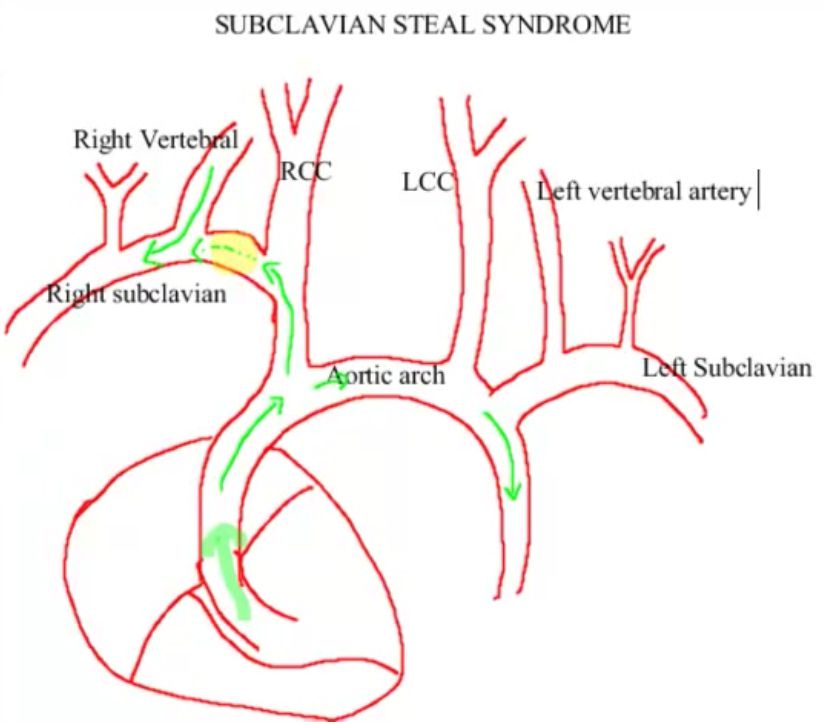 SUBCLAVIAN STEAL SYNDROME
Right Vertebral
RCC
LCC
Left vertebral artery
Right subclavian
Aortic arch
Left Subclavian